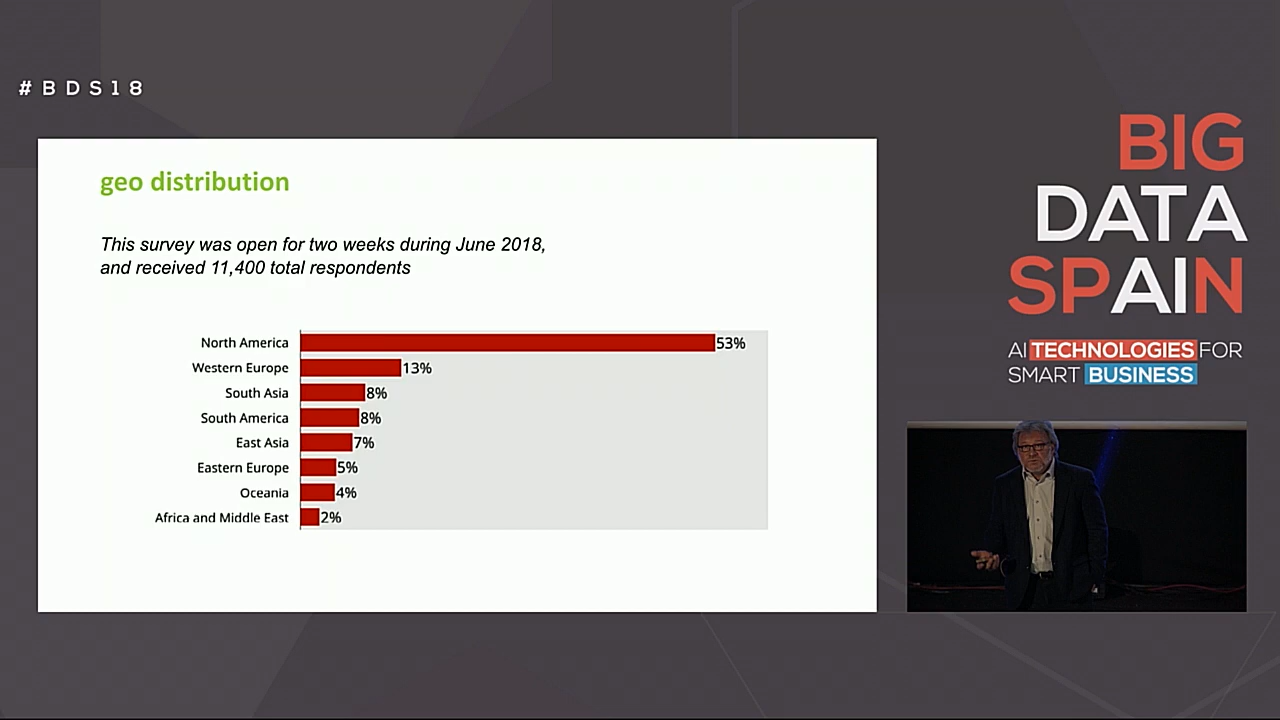 #BDS18
geo distribution
This survey was open for two weeks during June 2018,
and received 11,400 total respondents
North America 53%
Western Europe 13%
South Asia 8%
South America 8%
East Asia 7%
Eastern Europe 5%
Oceania 4%
Africa and Middle East 2%
BIG
DATA
SPAIN
AI TECHNOLOGIES FOR
SMART BUSINESS